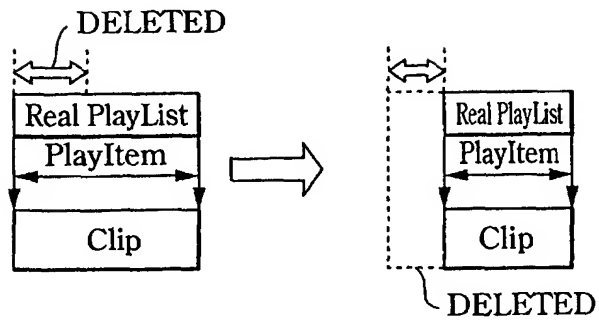 DELETED
Real PlayList
PlayItem
Clip
Real PlayList
PlayItem
Clip
DELETED